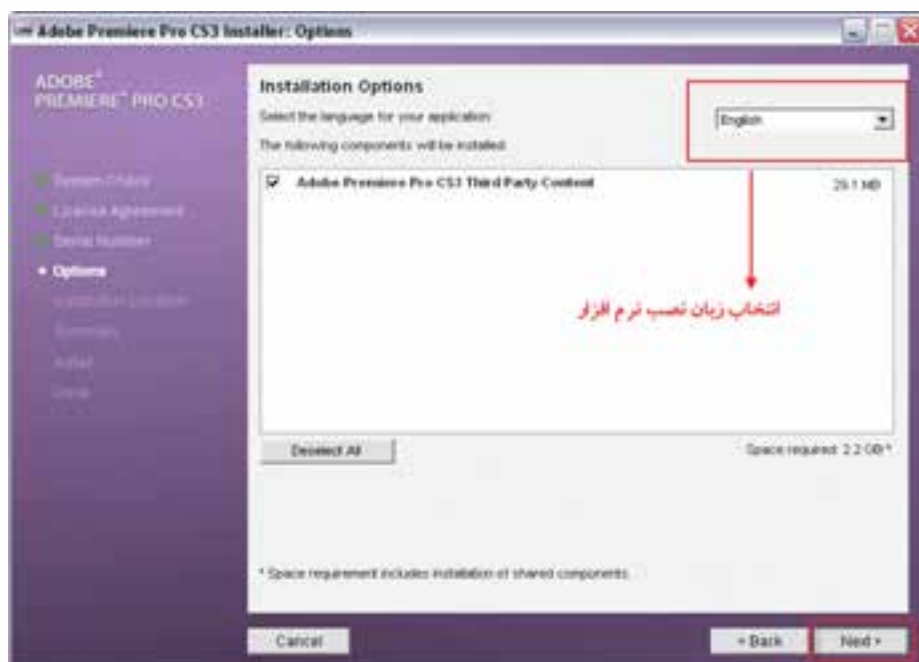 Adobe Premiere Pro CS3 Installer: Options
ADOBE®
PREMIERE® PRO CS3
System Check
License Agreement
Serial Number
• Options
Installation Location
Summary
Install
Finish
Installation Options
Select the language for your application:
English
The following components will be installed:
Adobe Premiere Pro CS3 Third Party Content
29.1 MB
انتخاب زبان نصب نرم افزار
Deselect All
Space required: 2.2 GB*
* Space requirement includes installation of shared components.
Cancel
Back
Next